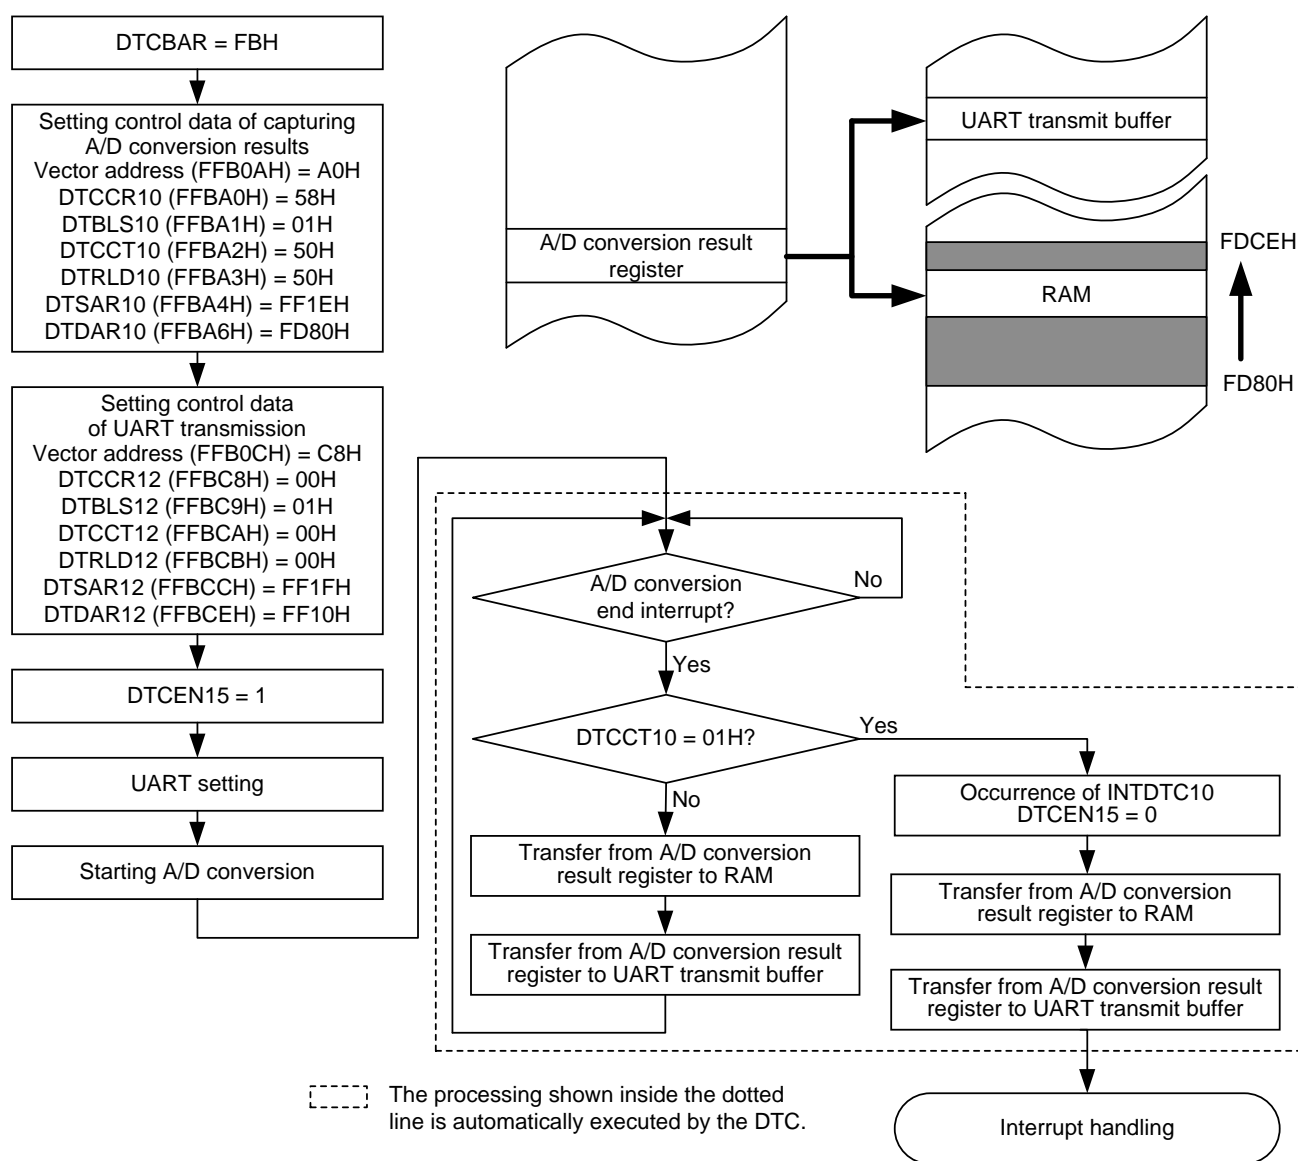 DTCBAR = FBH
Setting control data of capturing
A/D conversion results
Vector address (FFB0AH) = A0H
DTCCR10 (FFBA0H) = 58H
DTBLS10 (FFBA1H) = 01H
DTCCT10 (FFBA2H) = 50H
DTRLD10 (FFBA3H) = 50H
DTSAR10 (FFBA4H) = FF1EH
DTDAR10 (FFBA6H) = FD80H
Setting control data
of UART transmission
Vector address (FFB0CH) = C8H
DTCCR12 (FFBC8H) = 00H
DTBLS12 (FFBC9H) = 01H
DTCCT12 (FFBCAH) = 00H
DTRLD12 (FFBCBH) = 00H
DTSAR12 (FFBCCH) = FF1FH
DTDAR12 (FFBCEH) = FF10H
DTCEN15 = 1
UART setting
Starting A/D conversion
A/D conversion result
register
UART transmit buffer
RAM
FDCEH
FD80H
A/D conversion
end interrupt?
No
Yes
DTCCT10 = 01H?
Yes
No
Transfer from A/D conversion
result register to RAM
Transfer from A/D conversion result
register to UART transmit buffer
Occurrence of INTDTC10
DTCEN15 = 0
Transfer from A/D conversion
result register to RAM
Transfer from A/D conversion result
register to UART transmit buffer
Interrupt handling
The processing shown inside the dotted
line is automatically executed by the DTC.